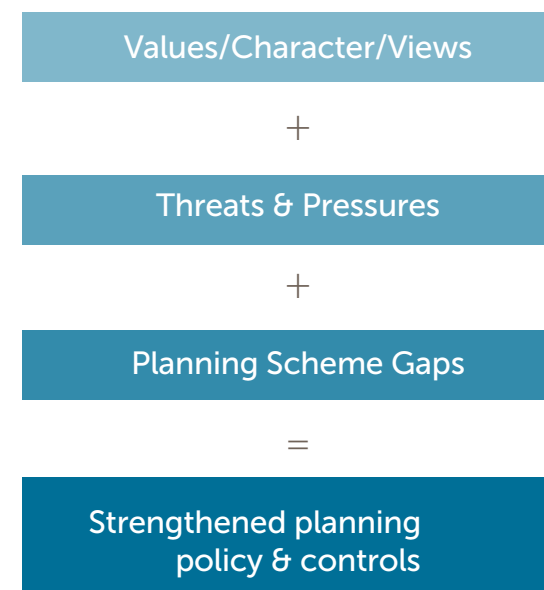 Values/Character/Views
+
Threats & Pressures
+
Planning Scheme Gaps
=
Strengthened planning
policy & controls